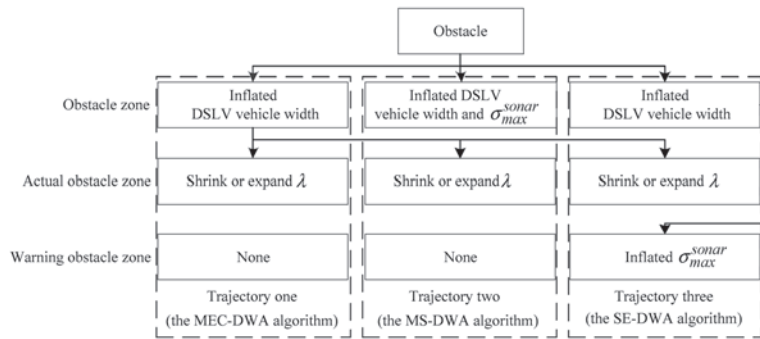 Obstacle
Obstacle zone
Inflated
DSLV vehicle width
Inflated DSLV
vehicle width and σ_max^sonar
Inflated
DSLV vehicle width
Actual obstacle zone
Shrink or expand λ
Shrink or expand λ
Shrink or expand λ
Warning obstacle zone
None
None
Inflated σ_max^sonar
Trajectory one
(the MEC-DWA algorithm)
Trajectory two
(the MS-DWA algorithm)
Trajectory three
(the SE-DWA algorithm)